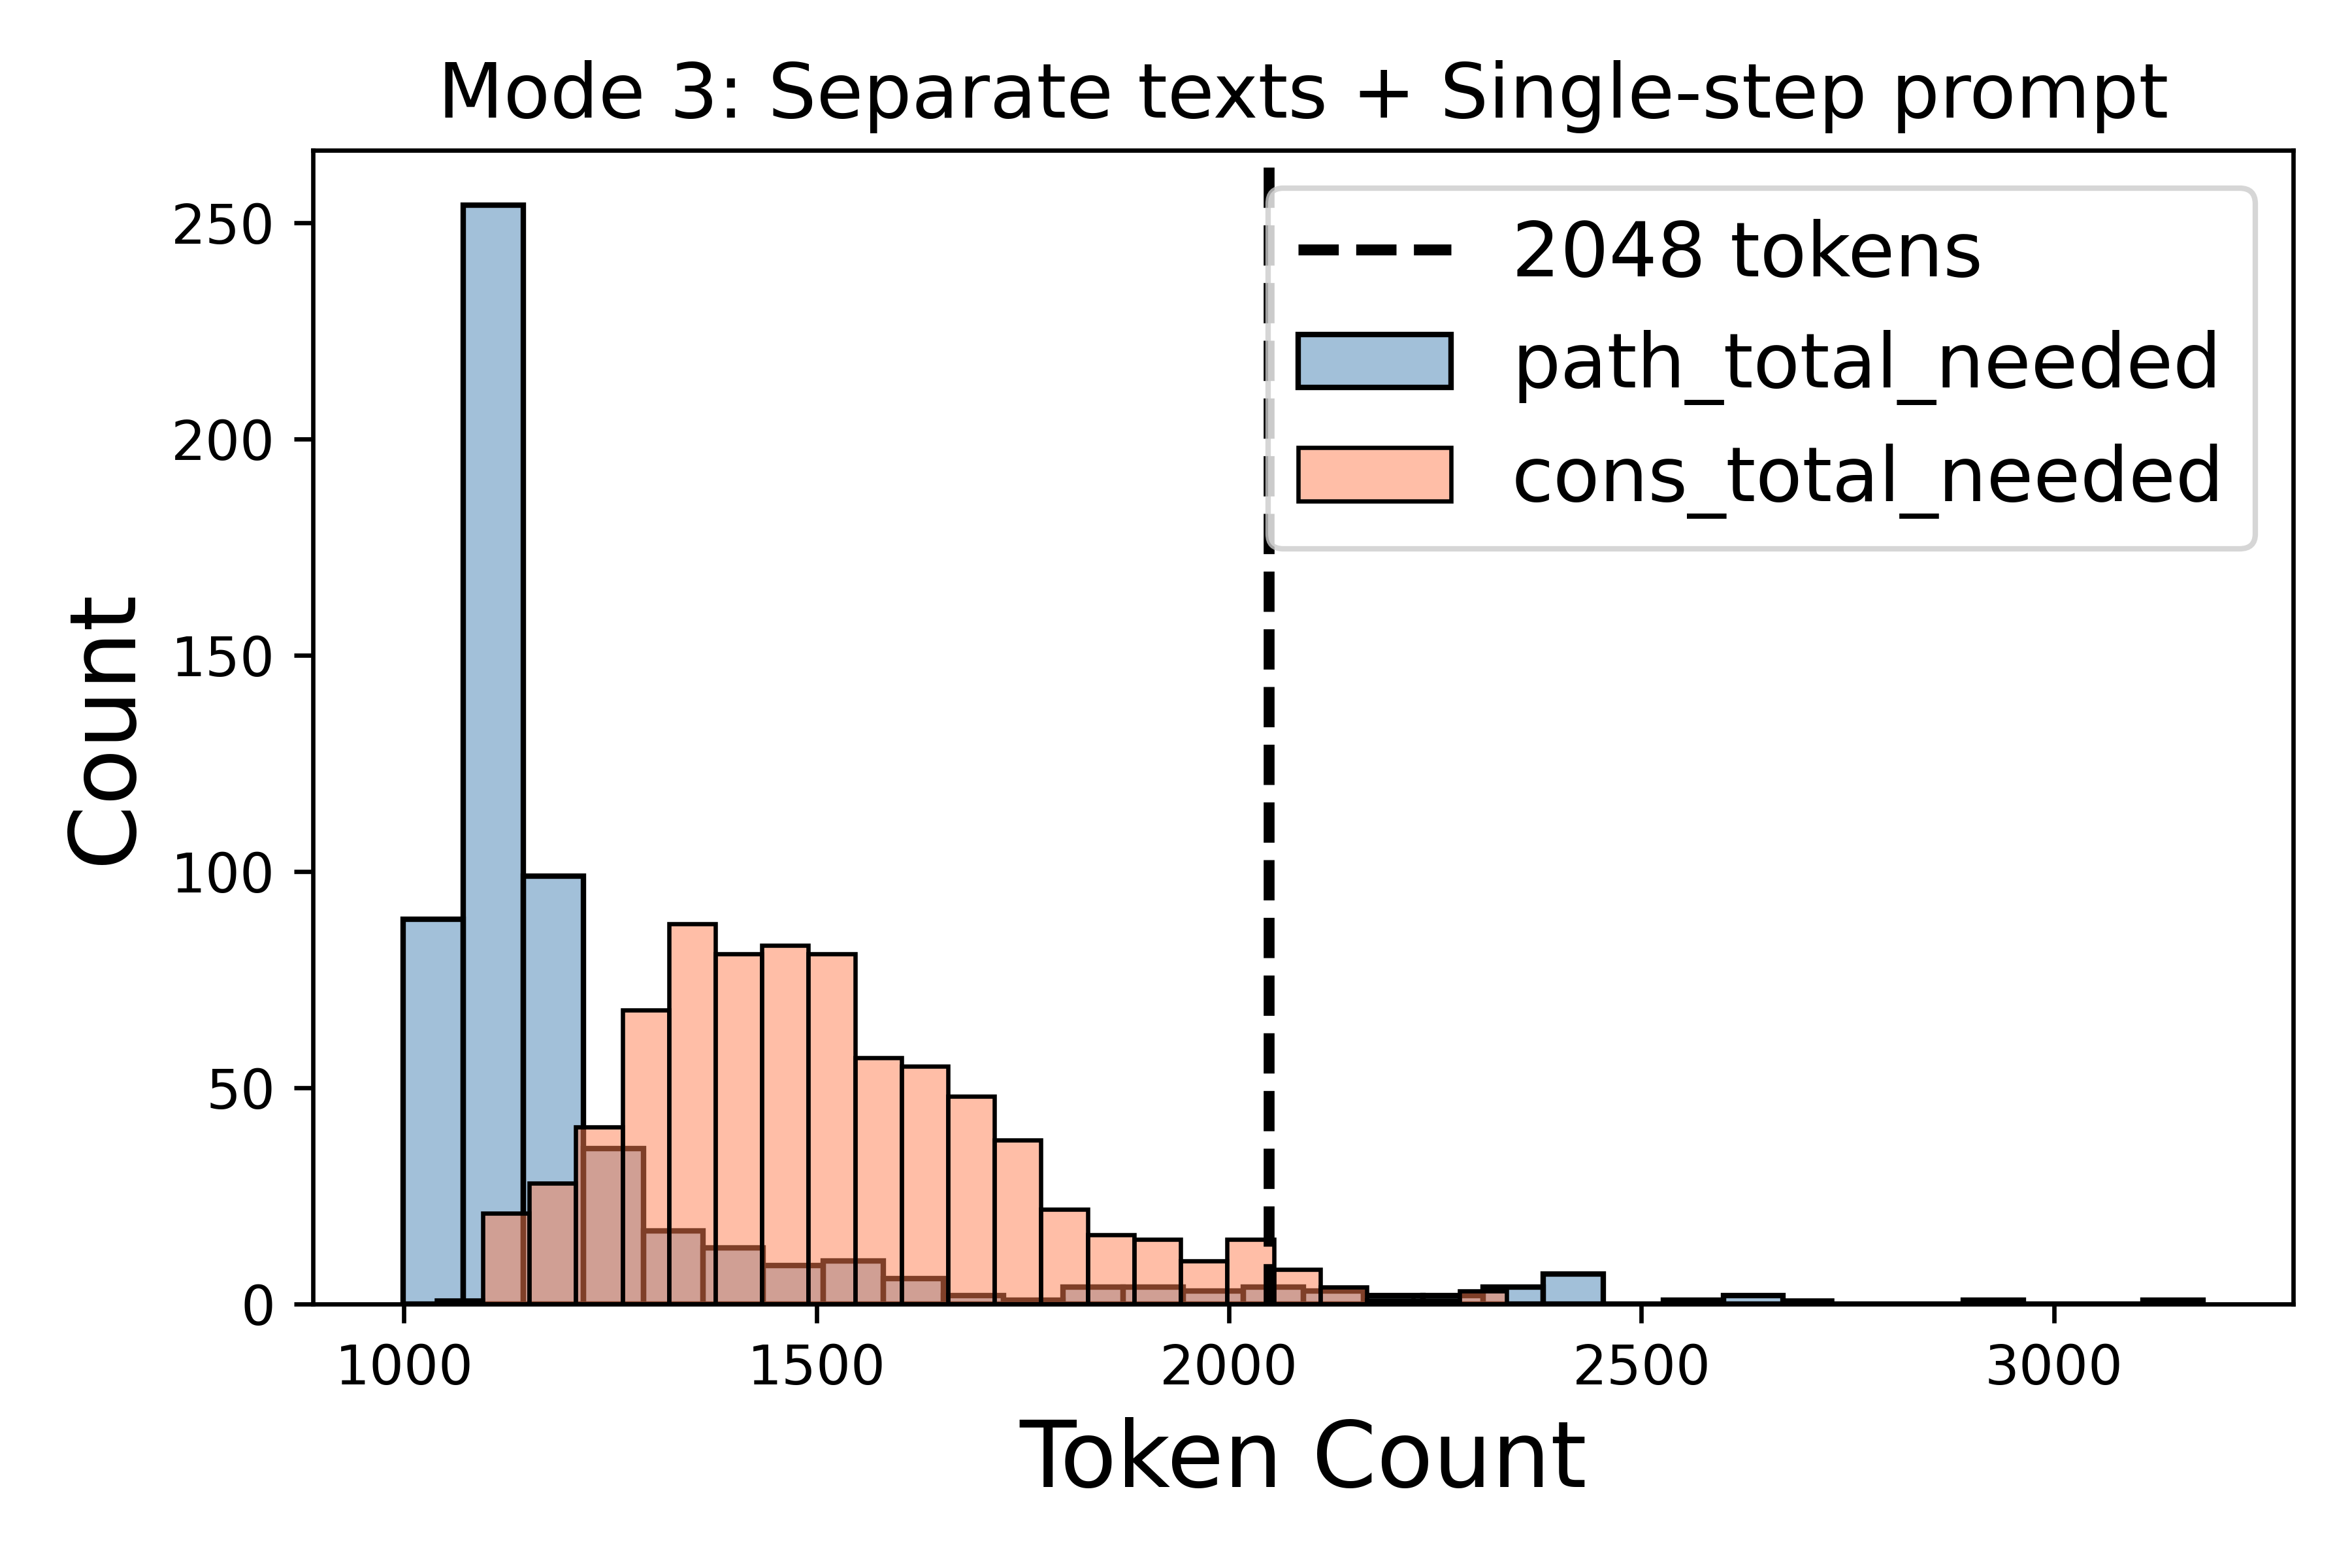 Mode 3: Separate texts + Single-step prompt
2048 tokens
path_total_needed
cons_total_needed
Count
250
200
150
100
50
0
1000 1500 2000 2500 3000
Token Count